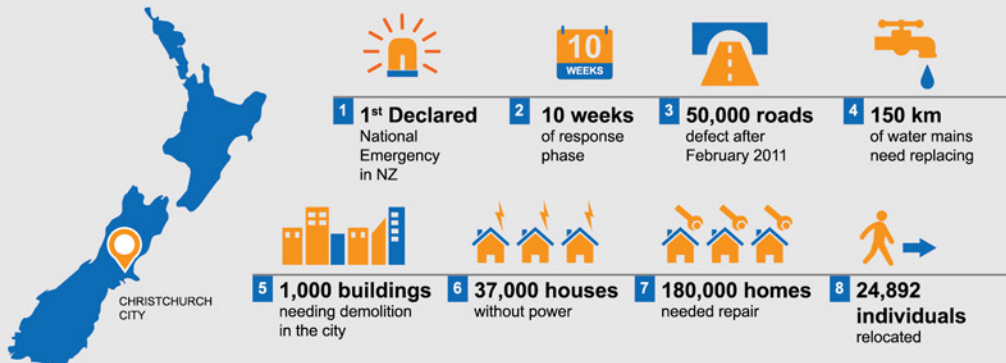 10
WEEKS
1 1st Declared
National
Emergency
in NZ
2 10 weeks
of response
phase
3 50,000 roads
defect after
February 2011
4 150 km
of water mains
need replacing
CHRISTCHURCH
CITY
5 1,000 buildings
needing demolition
in the city
6 37,000 houses
without power
7 180,000 homes
needed repair
8 24,892
individuals
relocated